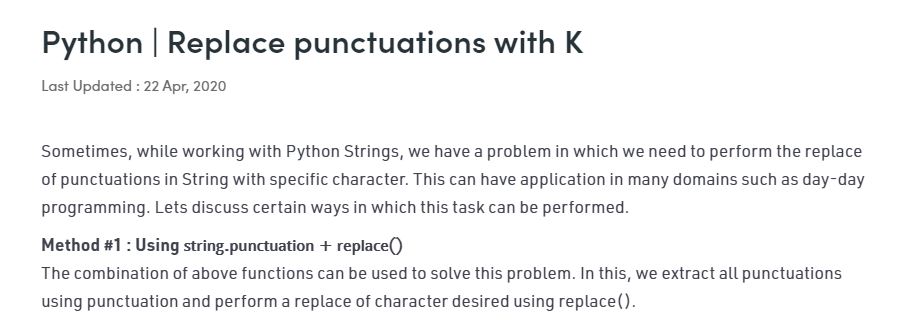 Python | Replace punctuations with K
Last Updated : 22 Apr, 2020
Sometimes, while working with Python Strings, we have a problem in which we need to perform the replace
of punctuations in String with specific character. This can have application in many domains such as day-day
programming. Lets discuss certain ways in which this task can be performed.
Method #1 : Using string.punctuation + replace()
The combination of above functions can be used to solve this problem. In this, we extract all punctuations
using punctuation and perform a replace of character desired using replace().